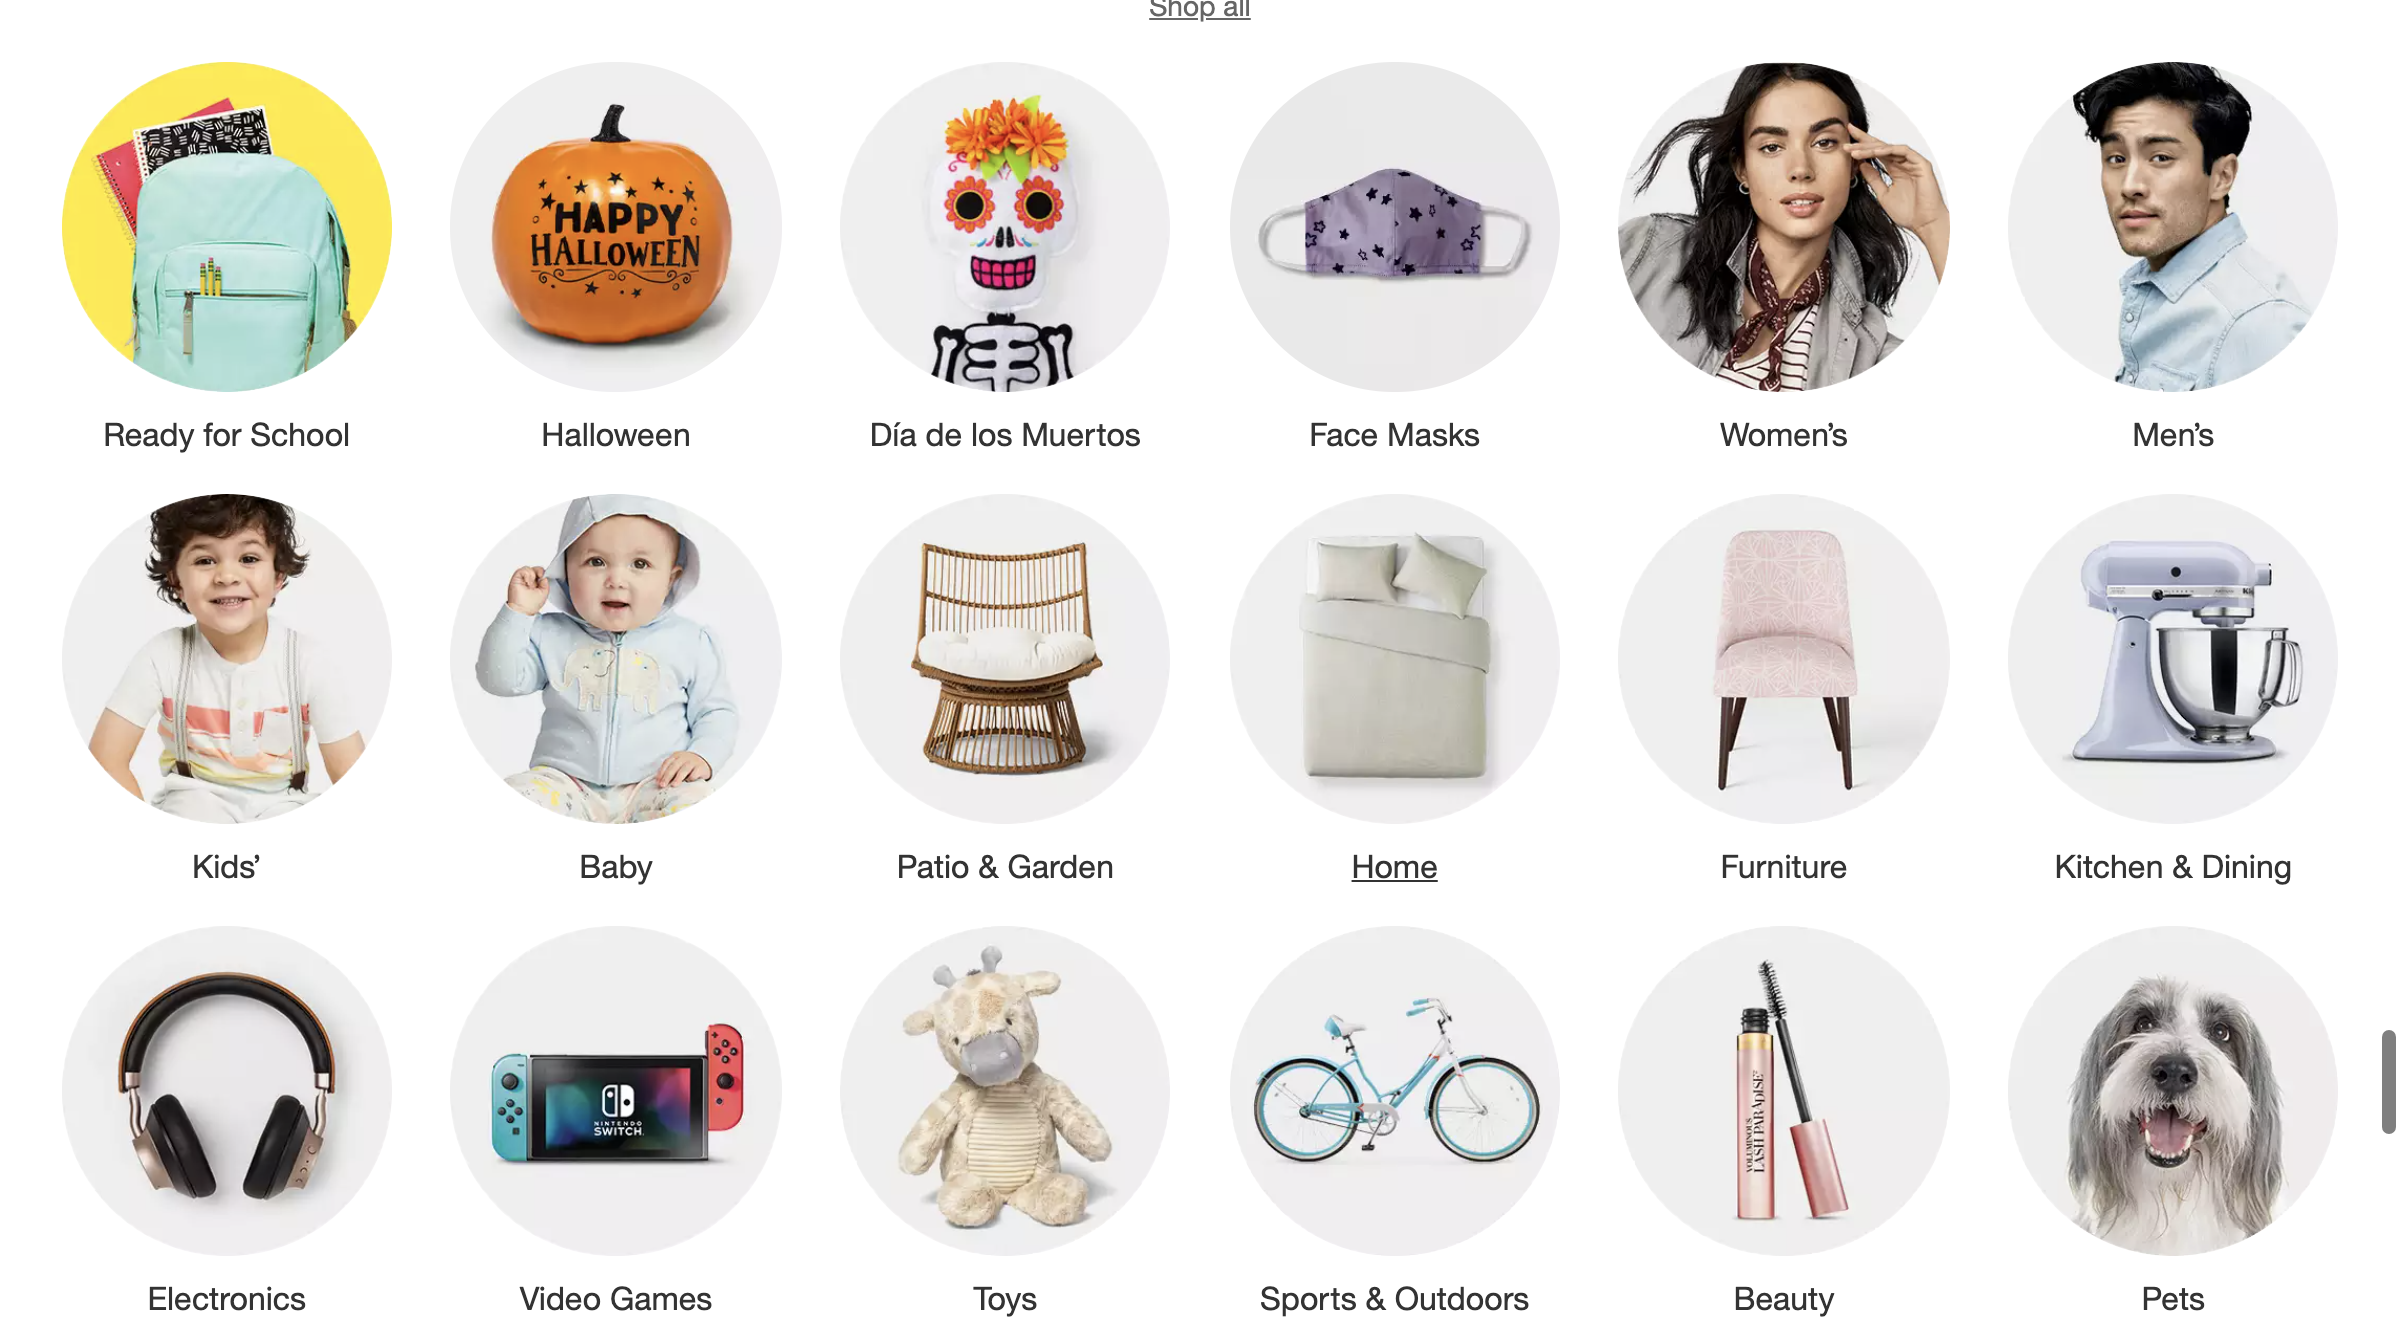 Shop all
HAPPY
HALLOWEEN
Ready for School
Halloween
Día de los Muertos
Face Masks
Women’s
Men’s
Kids’
Baby
Patio & Garden
Home
Furniture
Kitchen & Dining
NINTENDO
SWITCH
VOLUMINOUS
LASH PARADISE
Electronics
Video Games
Toys
Sports & Outdoors
Beauty
Pets